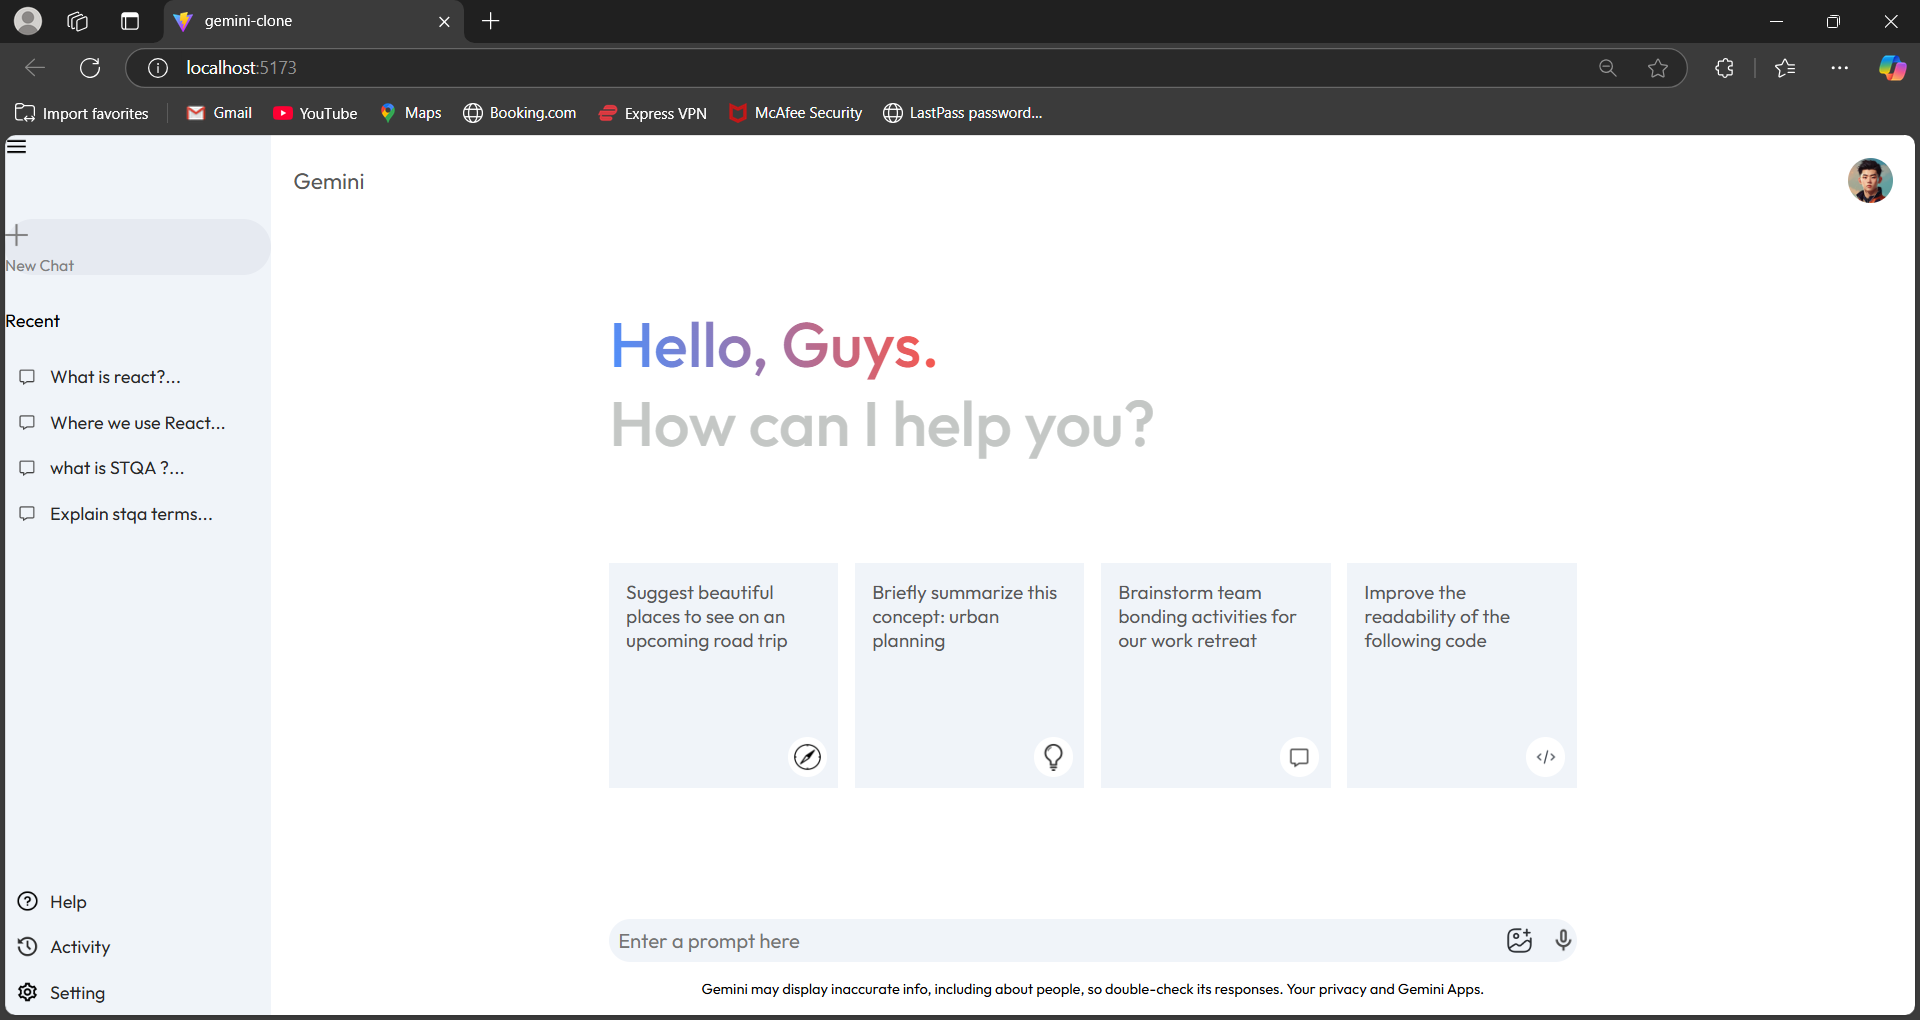 gemini-clone
localhost:5173
Import favorites
Gmail
YouTube
Maps
Booking.com
Express VPN
McAfee Security
LastPass password...
Gemini
New Chat
Recent
What is react?...
Where we use React...
what is STQA ?...
Explain stqa terms...
Help
Activity
Setting
Hello, Guys.
How can I help you?
Suggest beautiful
places to see on an
upcoming road trip
Briefly summarize this
concept: urban
planning
Brainstorm team
bonding activities for
our work retreat
Improve the
readability of the
following code
Enter a prompt here
Gemini may display inaccurate info, including about people, so double-check its responses. Your privacy and Gemini Apps.